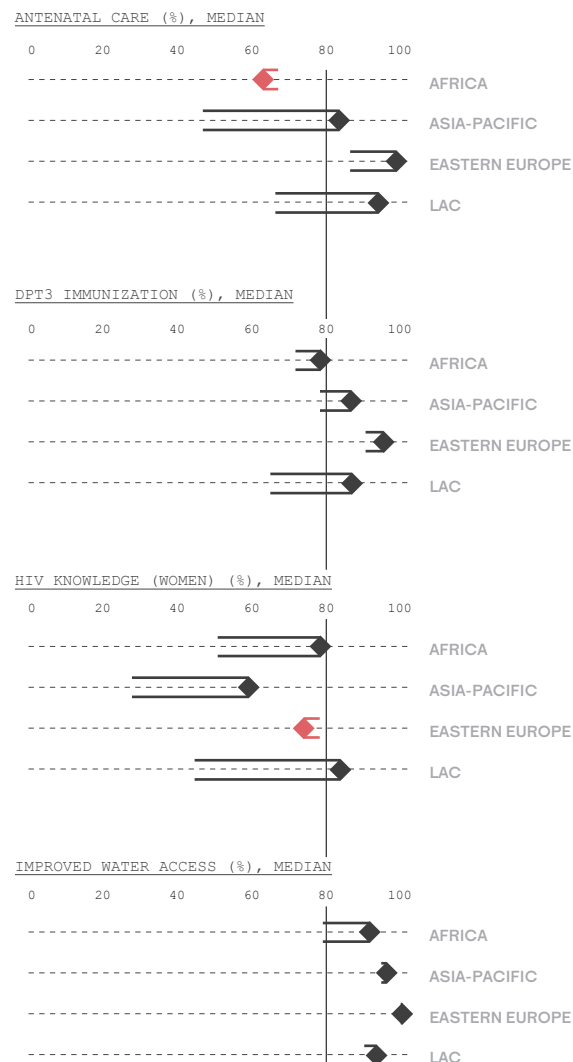 ANTENATAL CARE (%), MEDIAN
0 20 40 60 80 100
AFRICA
ASIA-PACIFIC
EASTERN EUROPE
LAC
DPT3 IMMUNIZATION (%), MEDIAN
0 20 40 60 80 100
AFRICA
ASIA-PACIFIC
EASTERN EUROPE
LAC
HIV KNOWLEDGE (WOMEN) (%), MEDIAN
0 20 40 60 80 100
AFRICA
ASIA-PACIFIC
EASTERN EUROPE
LAC
IMPROVED WATER ACCESS (%), MEDIAN
0 20 40 60 80 100
AFRICA
ASIA-PACIFIC
EASTERN EUROPE
LAC